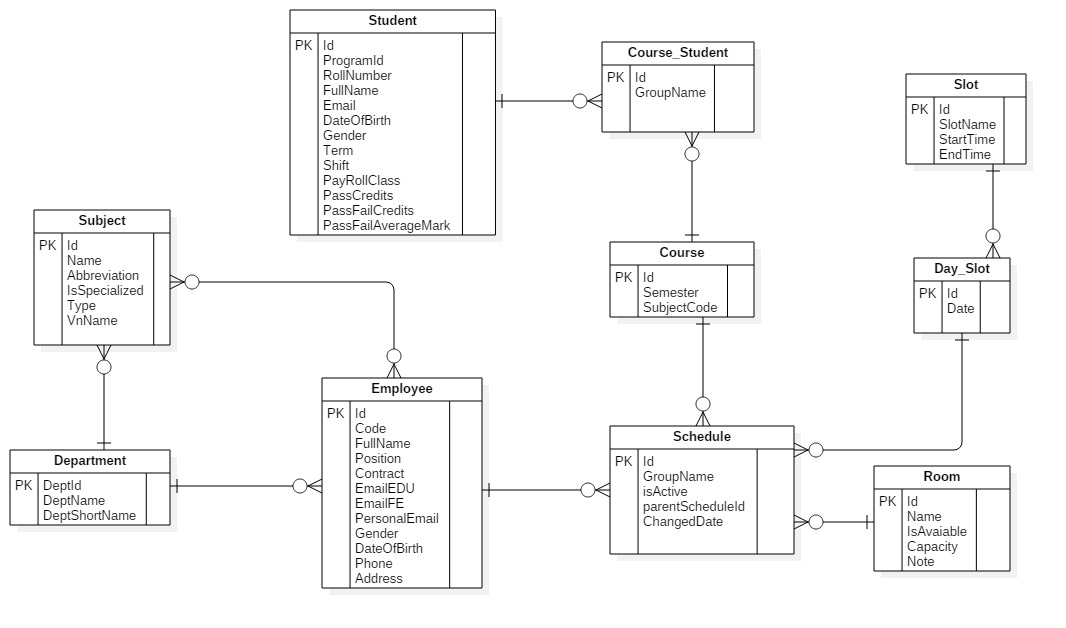 Student
PK Id
ProgramId
RollNumber
FullName
Email
DateOfBirth
Gender
Term
Shift
PayRollClass
PassCredits
PassFailCredits
PassFailAverageMark
Course_Student
PK Id
GroupName
Slot
PK Id
SlotName
StartTime
EndTime
Subject
PK Id
Name
Abbreviation
IsSpecialized
Type
VnName
Course
PK Id
Semester
SubjectCode
Day_Slot
PK Id
Date
Employee
PK Id
Code
FullName
Position
Contract
EmailEDU
EmailFE
PersonalEmail
Gender
DateOfBirth
Phone
Address
Schedule
PK Id
GroupName
isActive
parentScheduleId
ChangedDate
Department
PK DeptId
DeptName
DeptShortName
Room
PK Id
Name
IsAvaiable
Capacity
Note